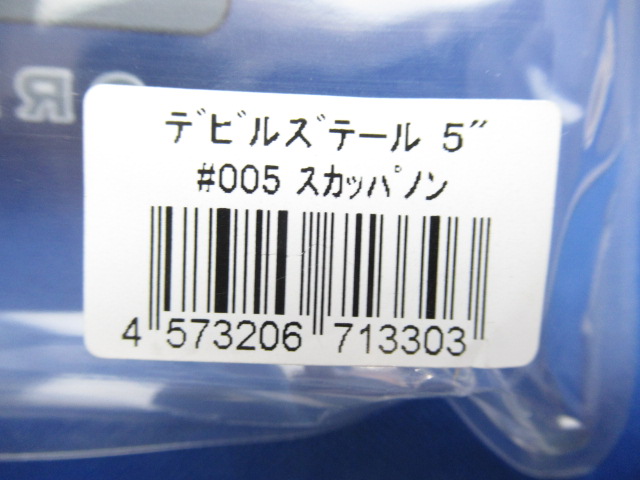 ﾃﾞﾋﾞﾙｽﾞﾃｰﾙ 5″
#005 ｽｶｯﾊﾟﾉﾝ
4 573206 713303